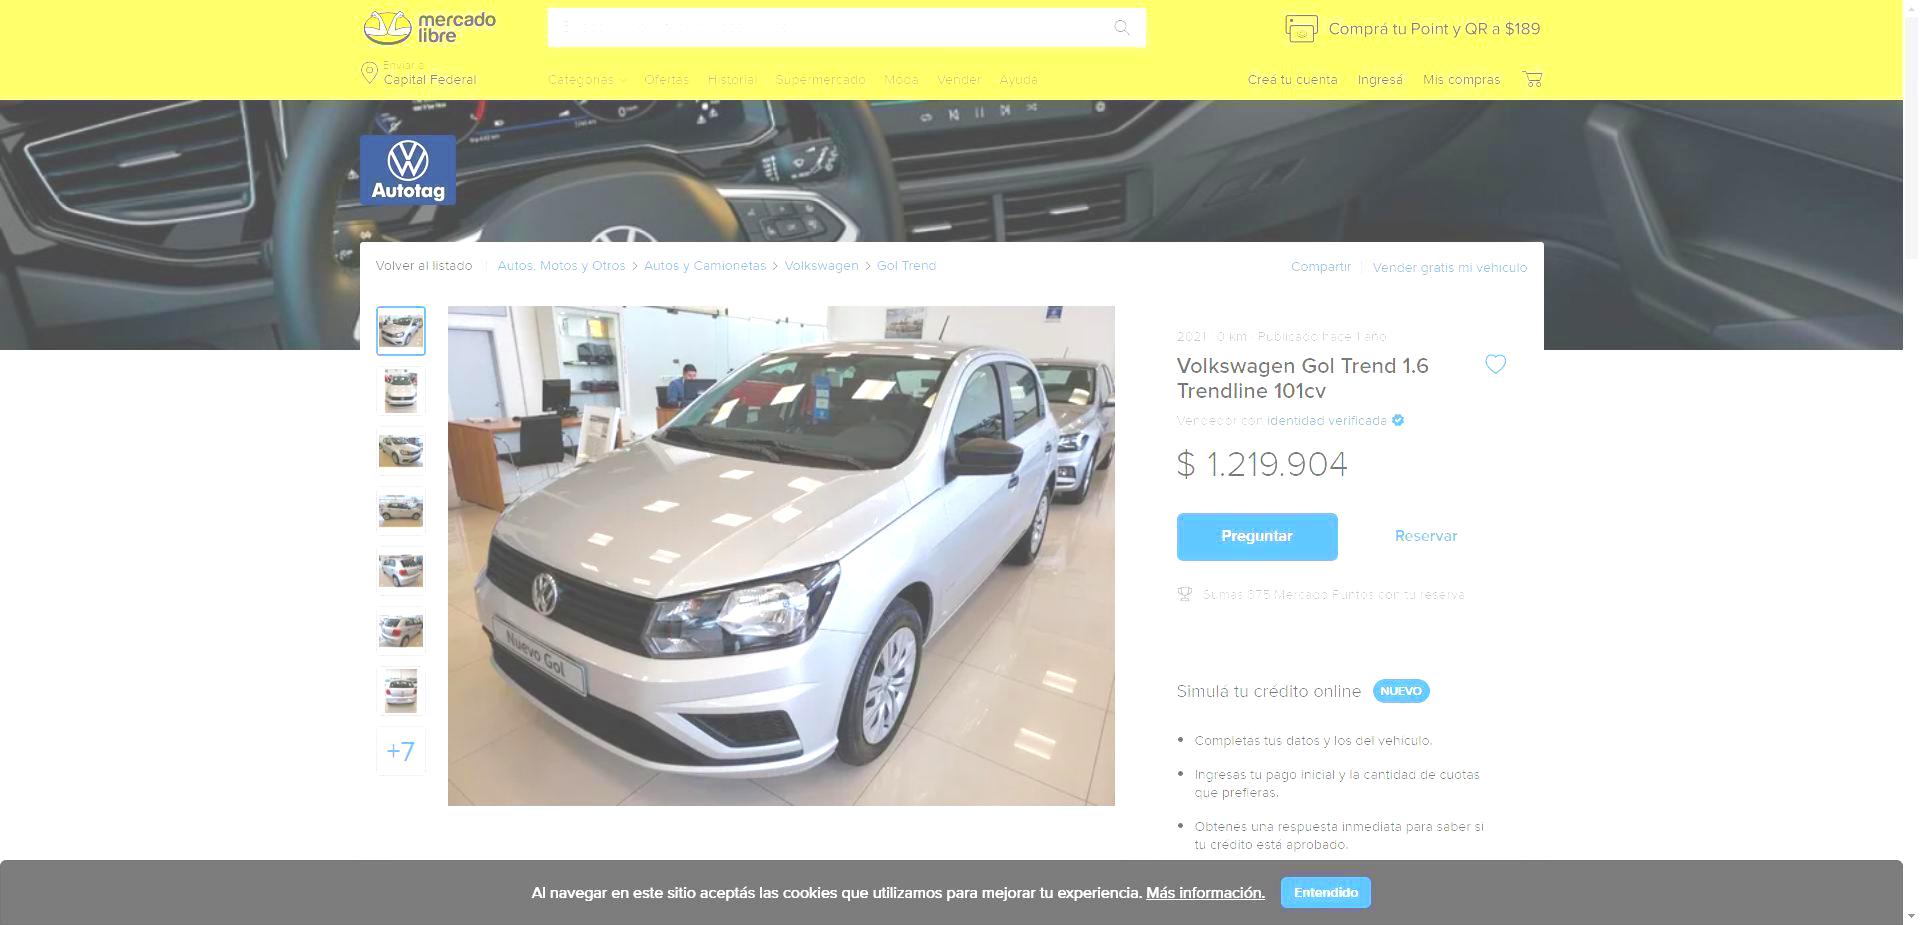 mercado
libre
Comprá tu Point y QR a $189
Enviar a
Capital Federal
Categorías Ofertas Historial Supermercado Moda Vender Ayuda
Creá tu cuenta Ingresá Mis compras
Autotag
Volver al listado Autos, Motos y Otros > Autos y Camionetas > Volkswagen > Gol Trend
Compartir Vender gratis mi vehículo
2021 · 0 km · Publicado hace 1 año
Volkswagen Gol Trend 1.6
Trendline 101cv
Vendedor con identidad verificada
$ 1.219.904
Preguntar Reservar
Sumas 375 Mercado Puntos con tu reserva
Nuevo Gol
Simulá tu crédito online NUEVO
• Completas tus datos y los del vehículo.
• Ingresas tu pago inicial y la cantidad de cuotas
que prefieras.
• Obtenes una respuesta inmediata para saber si
tu crédito está aprobado.
+7
Al navegar en este sitio aceptás las cookies que utilizamos para mejorar tu experiencia. Más información. Entendido